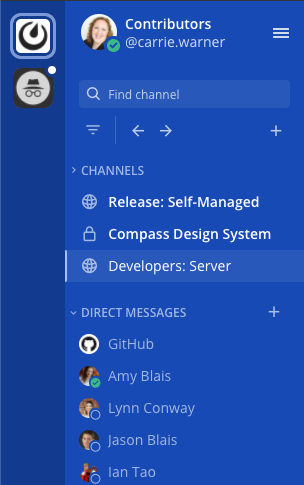 Contributors
@carrie.warner
Find channel
CHANNELS
Release: Self-Managed
Compass Design System
Developers: Server
DIRECT MESSAGES
GitHub
Amy Blais
Lynn Conway
Jason Blais
Ian Tao